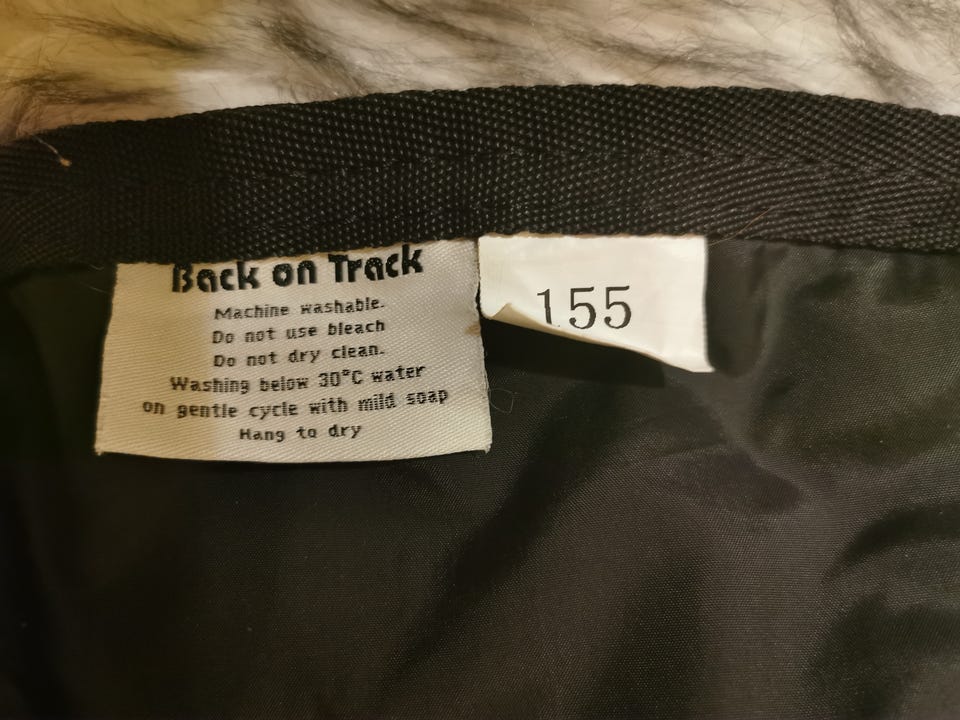 Back on Track
Machine washable.
Do not use bleach
Do not dry clean.
Washing below 30°C water
on gentle cycle with mild soap
Hang to dry
155